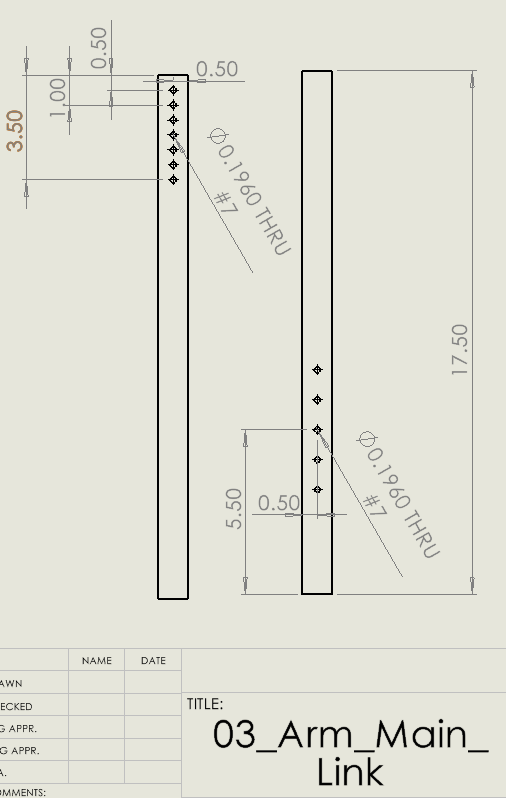 0.50
0.50
1.00
3.50
Ø0.1960 THRU
#7
17.50
Ø0.1960 THRU
#7
5.50
0.50
NAME
DATE
AWN
ECKED
G APPR.
G APPR.
A.
OMMENTS:
TITLE:
03_Arm_Main_
Link